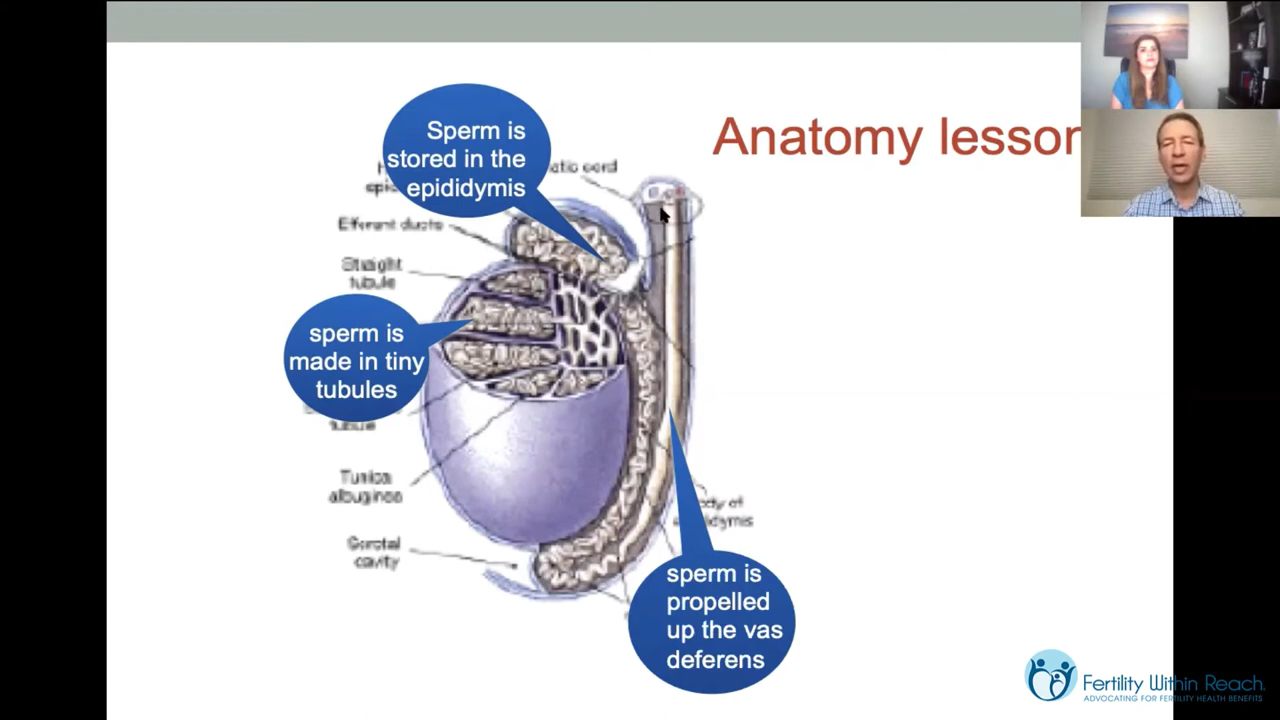 Anatomy lesson
Sperm is
stored in the
epididymis
Efferent ducts
Straight
tubule
sperm is
made in tiny
tubules
tubule
Tunica
albuginea
Scrotal
cavity
sperm is
propelled
up the vas
deferens
Fertility Within Reach.
ADVOCATING FOR FERTILITY HEALTH BENEFITS